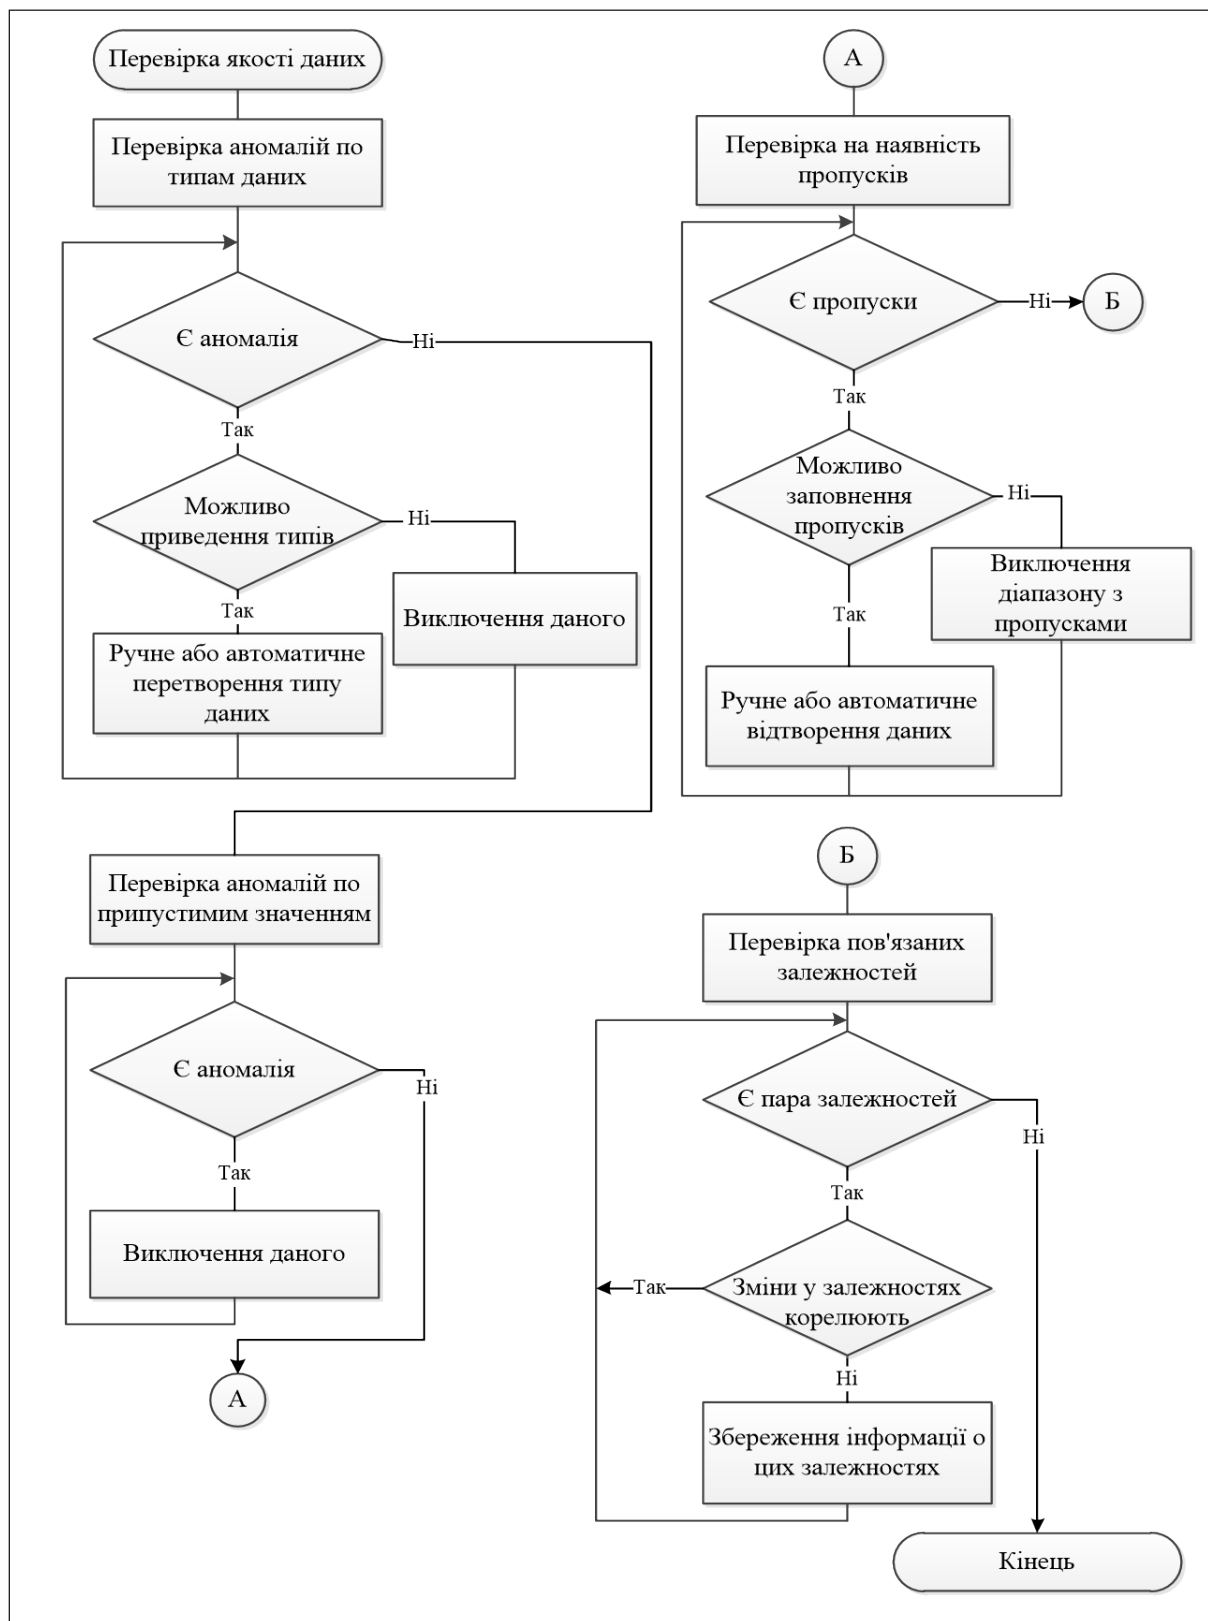 Перевірка якості даних
Перевірка аномалій по
типам даних
Є аномалія
Ні
Так
Можливо
приведення типів
Ні
Так
Виключення даного
Ручне або автоматичне
перетворення типу
даних
Перевірка аномалій по
припустимим значенням
Є аномалія
Ні
Так
Виключення даного
А
А
Перевірка на наявність
пропусків
Є пропуски
Ні
Б
Так
Можливо
заповнення
пропусків
Ні
Виключення
діапазону з
пропусками
Так
Ручне або автоматичне
відтворення даних
Б
Перевірка пов'язаних
залежностей
Є пара залежностей
Ні
Так
Зміни у залежностях
корелюють
Так
Ні
Збереження інформації о
цих залежностях
Кінець